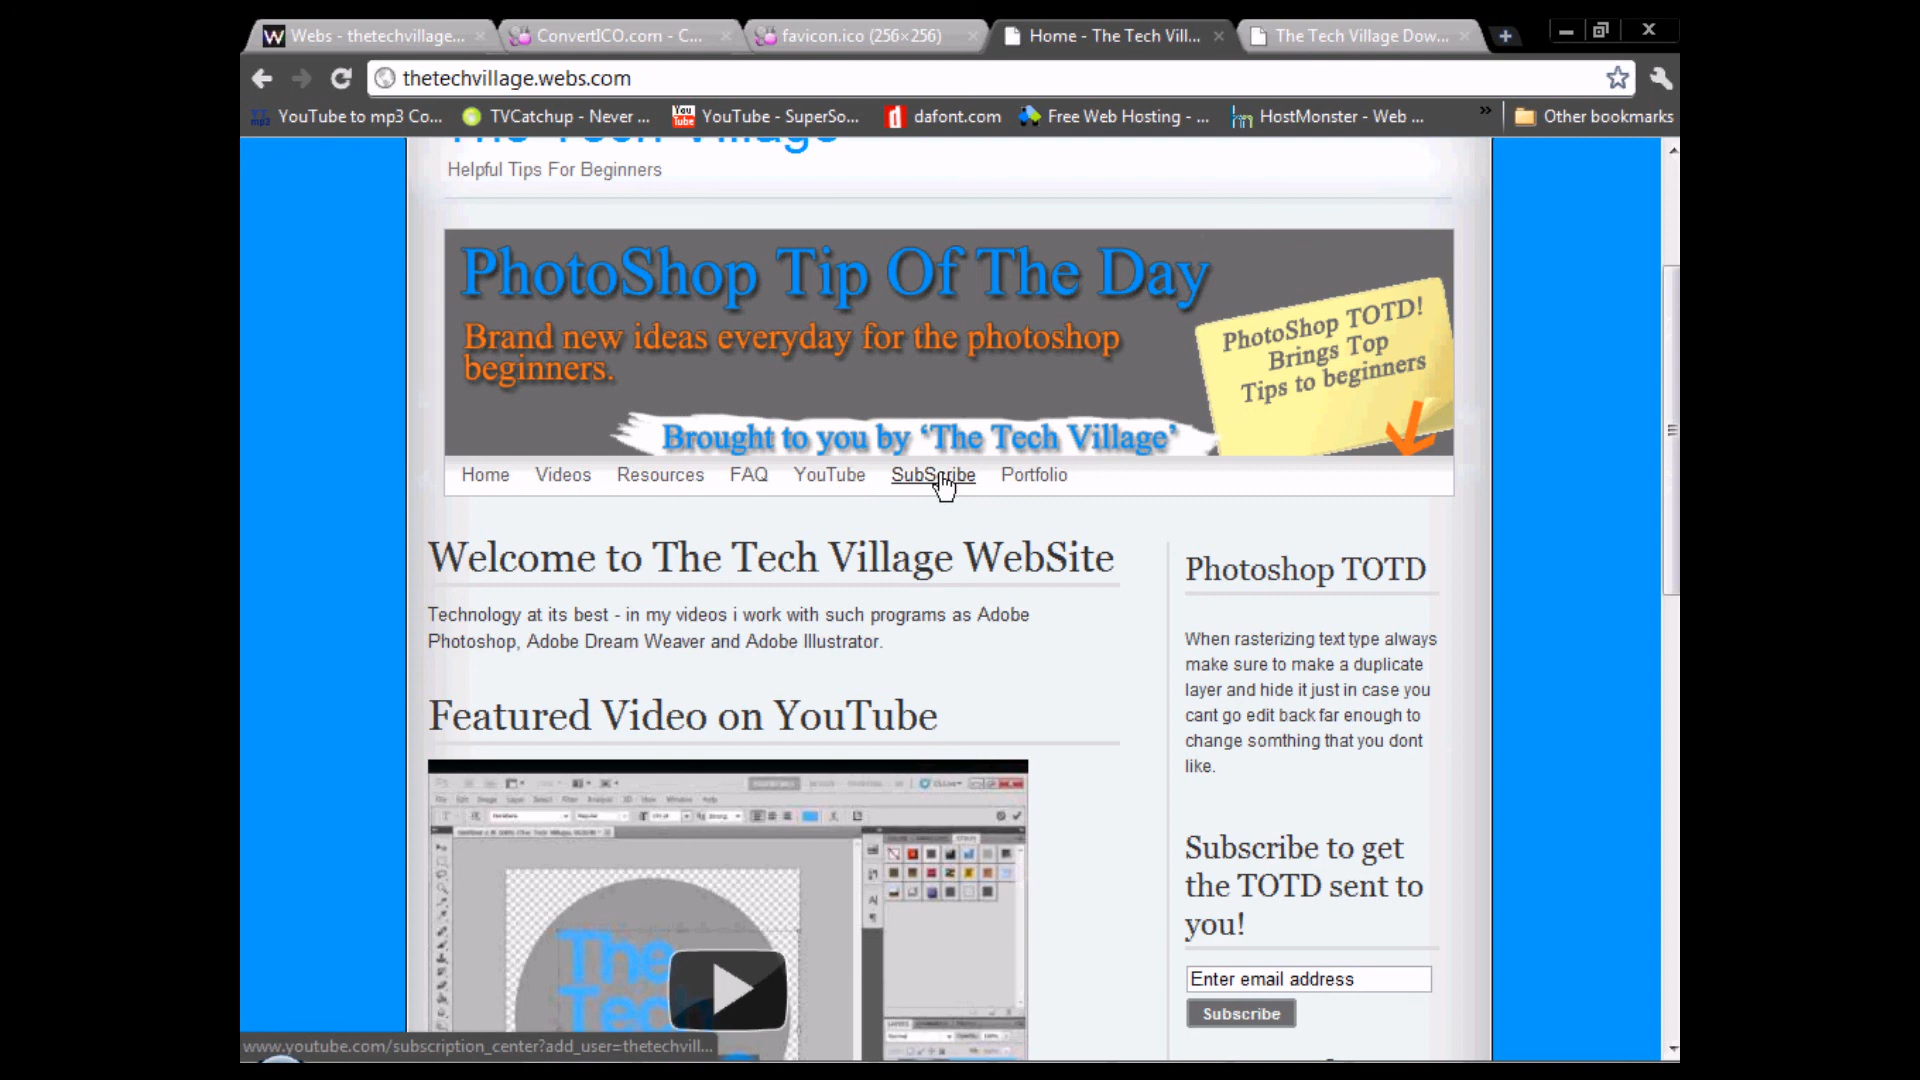 Webs - thetechvillage...
ConvertICO.com - C...
favicon.ico (256×256)
Home - The Tech Vill...
The Tech Village Dow...
thetechvillage.webs.com
YouTube to mp3 Co...
TVCatchup - Never ...
You Tube
YouTube - SuperSo...
dafont.com
Free Web Hosting - ...
HostMonster - Web ...
Other bookmarks
The Tech Village
Helpful Tips For Beginners
PhotoShop Tip Of The Day
Brand new ideas everyday for the photoshop
beginners.
PhotoShop TOTD!
Brings Top
Tips to beginners
Brought to you by ‘The Tech Village’
Home Videos Resources FAQ YouTube SubScribe Portfolio
Welcome to The Tech Village WebSite
Technology at its best - in my videos i work with such programs as Adobe
Photoshop, Adobe Dream Weaver and Adobe Illustrator.
Featured Video on YouTube
The
Tech
Photoshop TOTD
When rasterizing text type always
make sure to make a duplicate
layer and hide it just in case you
cant go edit back far enough to
change somthing that you dont
like.
Subscribe to get
the TOTD sent to
you!
Enter email address
Subscribe
www.youtube.com/subscription_center?add_user=thetechvill...